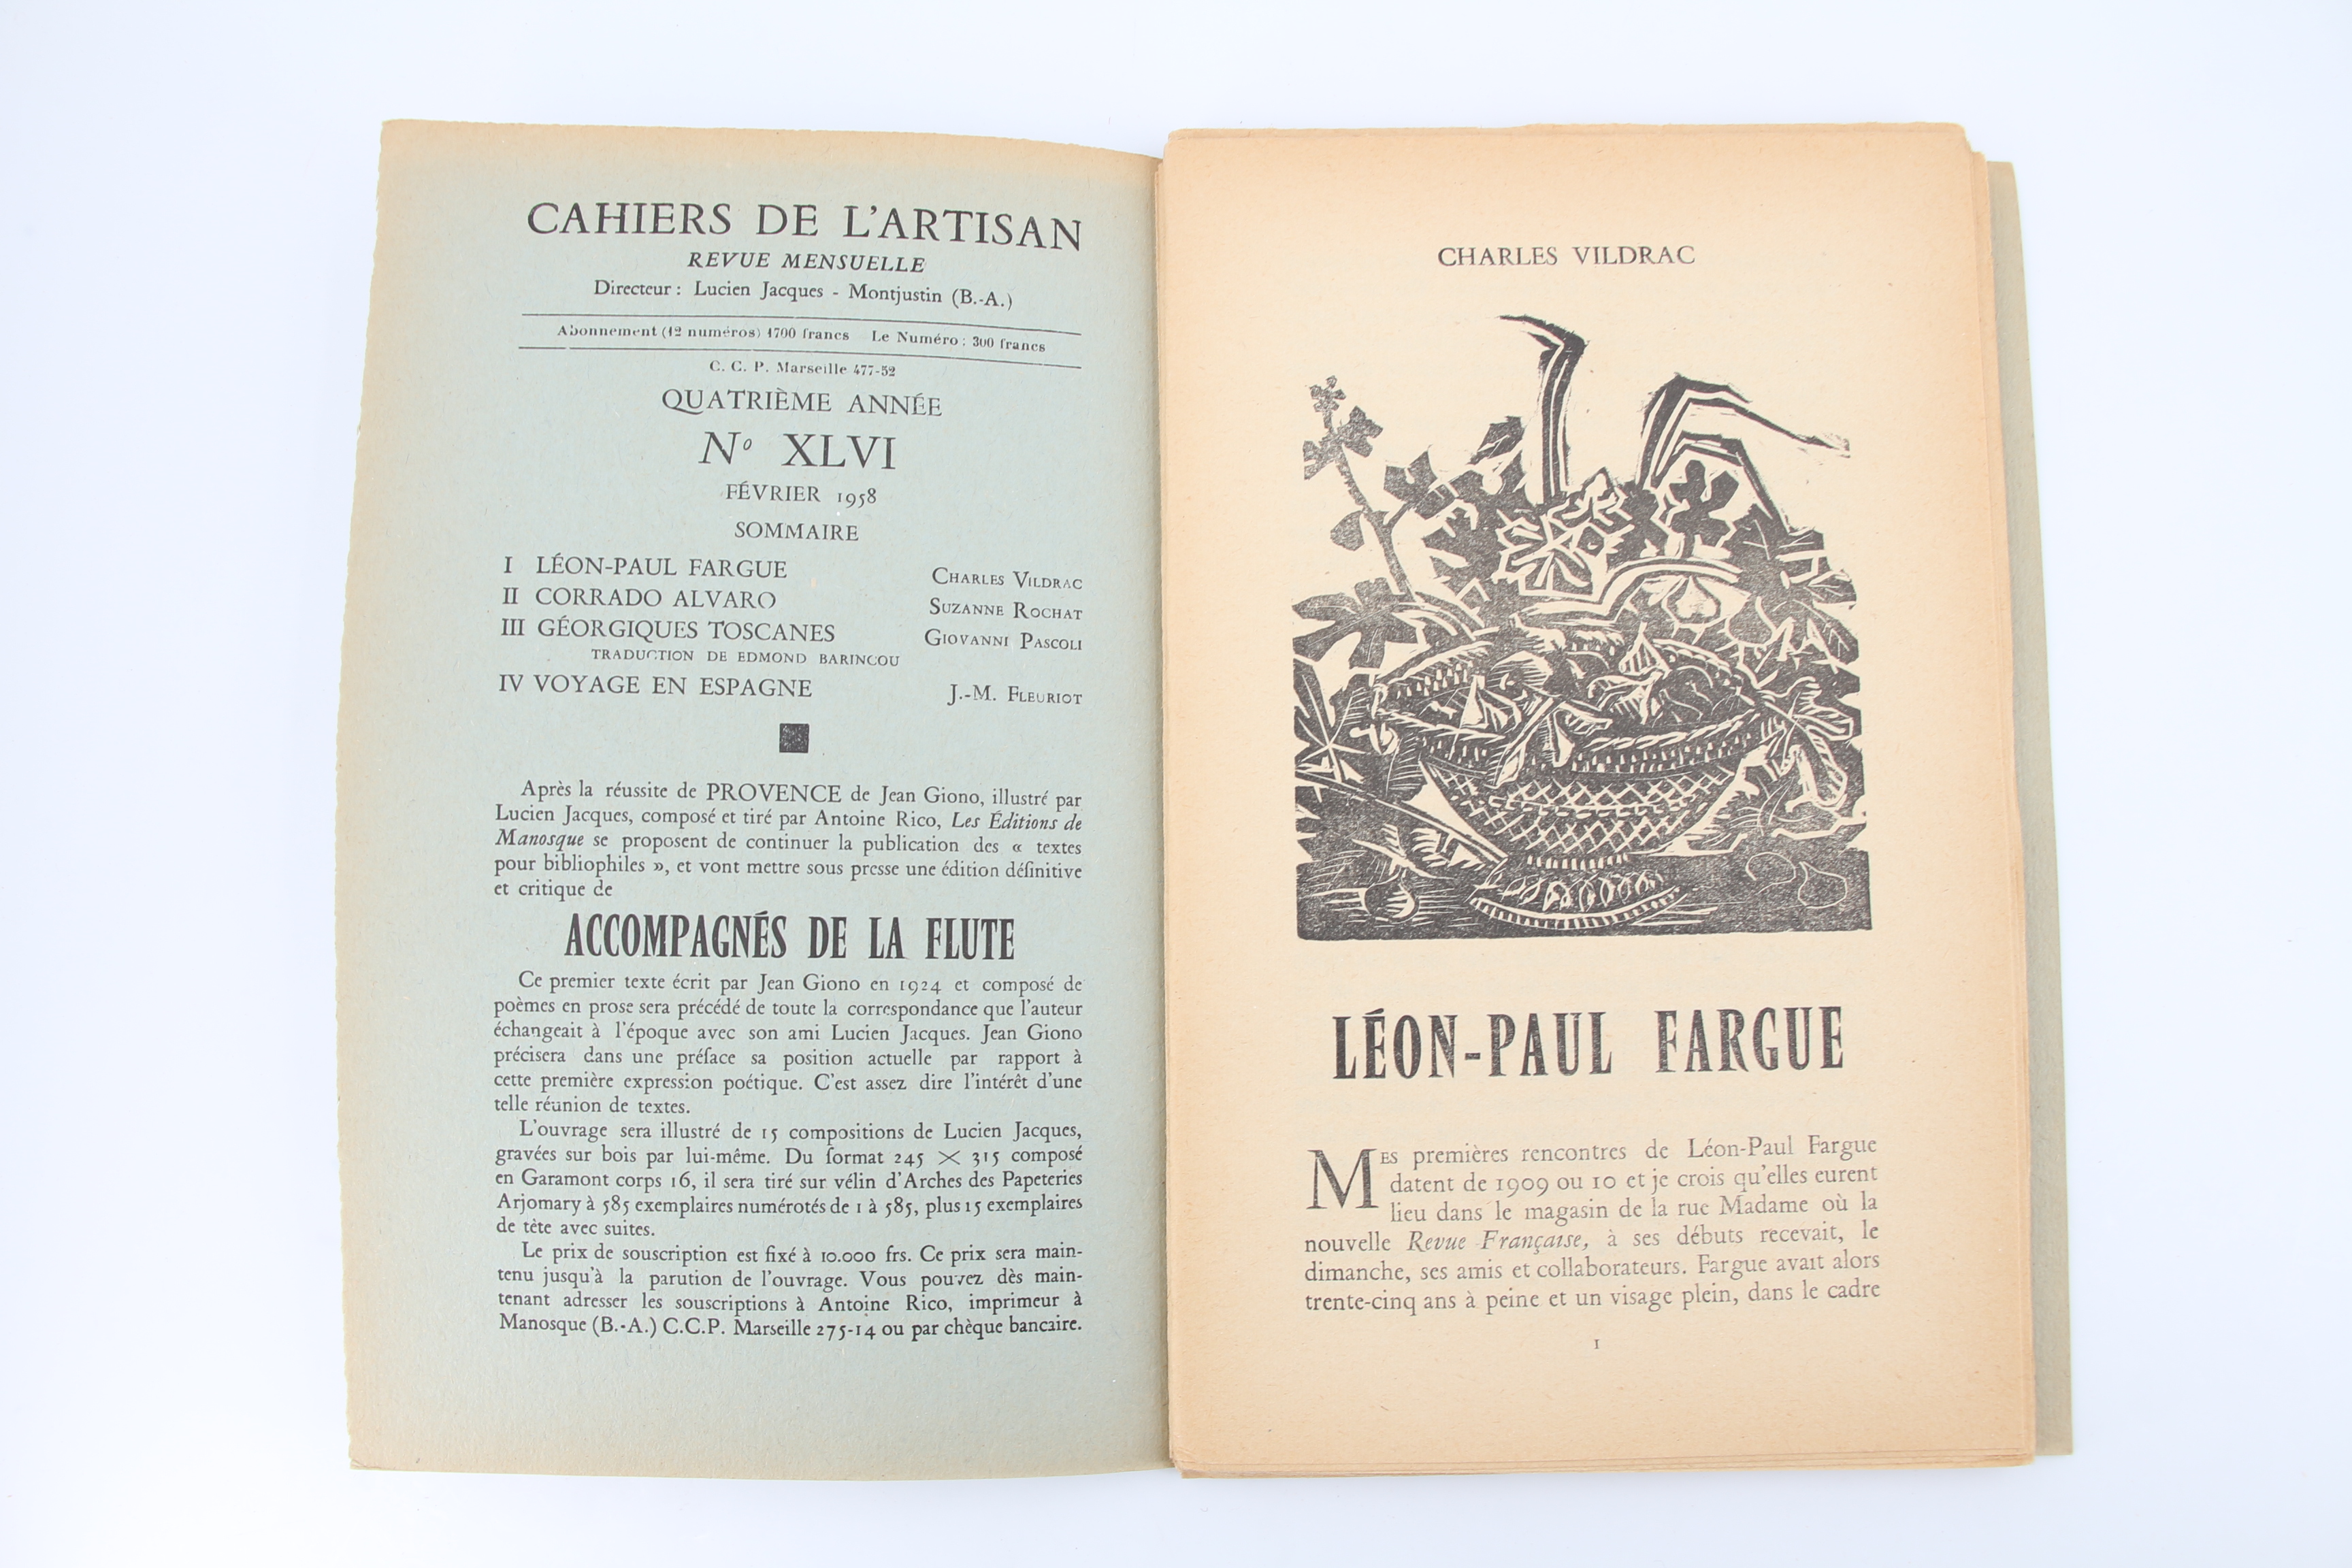 CAHIERS DE L'ARTISAN
REVUE MENSUELLE
Directeur : Lucien Jacques - Montjustin (B.-A.)
Abonnement (12 numéros) 1700 francs Le Numéro : 300 francs
C. C. P. Marseille 477-52
QUATRIÈME ANNÉE
No XLVI
FÉVRIER 1958
SOMMAIRE
I LÉON-PAUL FARGUE CHARLES VILDRAC
II CORRADO ALVARO SUZANNE ROCHAT
III GÉORGIQUES TOSCANES GIOVANNI PASCOLI
TRADUCTION DE EDMOND BARINCOU
IV VOYAGE EN ESPAGNE J.-M. FLEURIOT
Après la réussite de PROVENCE de Jean Giono, illustré par
Lucien Jacques, composé et tiré par Antoine Rico, Les Éditions de
Manosque se proposent de continuer la publication des « textes
pour bibliophiles », et vont mettre sous presse une édition définitive
et critique de
ACCOMPAGNÉS DE LA FLUTE
Ce premier texte écrit par Jean Giono en 1924 et composé de
poèmes en prose sera précédé de toute la correspondance que l'auteur
échangeait à l'époque avec son ami Lucien Jacques. Jean Giono
précisera dans une préface sa position actuelle par rapport à
cette première expression poétique. C'est assez dire l'intérêt d'une
telle réunion de textes.
L'ouvrage sera illustré de 15 compositions de Lucien Jacques,
gravées sur bois par lui-même. Du format 245 × 315 composé
en Garamont corps 16, il sera tiré sur vélin d'Arches des Papeteries
Arjomary à 585 exemplaires numérotés de 1 à 585, plus 15 exemplaires
de tête avec suites.
Le prix de souscription est fixé à 10.000 frs. Ce prix sera main-
tenu jusqu'à la parution de l'ouvrage. Vous pouvez dès main-
tenant adresser les souscriptions à Antoine Rico, imprimeur à
Manosque (B.-A.) C.C.P. Marseille 275-14 ou par chèque bancaire.
CHARLES VILDRAC
LÉON-PAUL FARGUE
MES premières rencontres de Léon-Paul Fargue
datent de 1909 ou 10 et je crois qu'elles eurent
lieu dans le magasin de la rue Madame où la
nouvelle Revue Française, à ses débuts recevait, le
dimanche, ses amis et collaborateurs. Fargue avait alors
trente-cinq ans à peine et un visage plein, dans le cadre
1